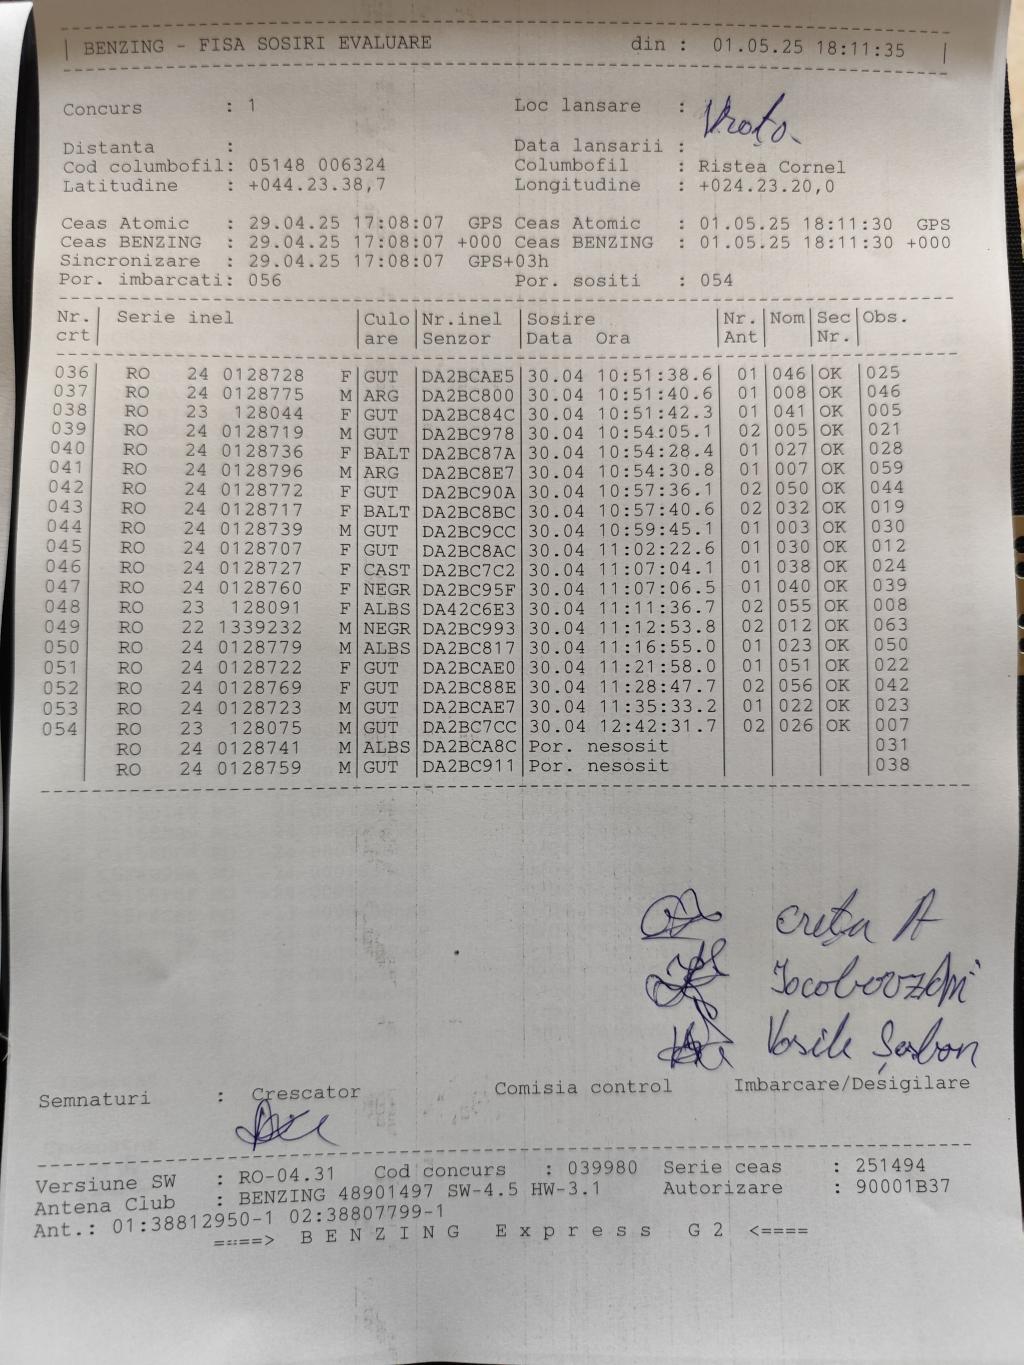 | BENZING - FISA SOSIRI EVALUARE din : 01.05.25 18:11:35 |
Concurs : 1 Loc lansare :
Distanta : Data lansarii :
Cod columbofil: 05148 006324 Columbofil : Ristea Cornel
Latitudine : +044.23.38,7 Longitudine : +024.23.20,0
Ceas Atomic : 29.04.25 17:08:07 GPS Ceas Atomic : 01.05.25 18:11:30 GPS
Ceas BENZING : 29.04.25 17:08:07 +000 Ceas BENZING : 01.05.25 18:11:30 +000
Sincronizare : 29.04.25 17:08:07 GPS+03h
Por. imbarcati: 056 Por. sositi : 054
Nr. | Serie inel |Culo|Nr.inel |Sosire |Nr.|Nom|Sec|Obs.
crt| |are |Senzor |Data Ora |Ant| |Nr.|
036 RO 24 0128728 F|GUT |DA2BCAE5|30.04 10:51:38.6| 01|046|OK |025
037 RO 24 0128775 M|ARG |DA2BC800|30.04 10:51:40.6| 01|008|OK |046
038 RO 23 128044 F|GUT |DA2BC84C|30.04 10:51:42.3| 01|041|OK |005
039 RO 24 0128719 M|GUT |DA2BC978|30.04 10:54:05.1| 02|005|OK |021
040 RO 24 0128736 F|BALT|DA2BC87A|30.04 10:54:28.4| 01|027|OK |028
041 RO 24 0128796 M|ARG |DA2BC8E7|30.04 10:54:30.8| 01|007|OK |059
042 RO 24 0128772 F|GUT |DA2BC90A|30.04 10:57:36.1| 02|050|OK |044
043 RO 24 0128717 F|BALT|DA2BC8BC|30.04 10:57:40.6| 02|032|OK |019
044 RO 24 0128739 M|GUT |DA2BC9CC|30.04 10:59:45.1| 01|003|OK |030
045 RO 24 0128707 F|GUT |DA2BC8AC|30.04 11:02:22.6| 01|030|OK |012
046 RO 24 0128727 F|CAST|DA2BC7C2|30.04 11:07:04.1| 01|038|OK |024
047 RO 24 0128760 F|NEGR|DA2BC95F|30.04 11:07:06.5| 01|040|OK |039
048 RO 23 128091 F|ALBS|DA42C6E3|30.04 11:11:36.7| 02|055|OK |008
049 RO 22 1339232 M|NEGR|DA2BC993|30.04 11:12:53.8| 02|012|OK |063
050 RO 24 0128779 M|ALBS|DA2BC817|30.04 11:16:55.0| 01|023|OK |050
051 RO 24 0128722 F|GUT |DA2BCAE0|30.04 11:21:58.0| 01|051|OK |022
052 RO 24 0128769 F|GUT |DA2BC88E|30.04 11:28:47.7| 02|056|OK |042
053 RO 24 0128723 M|GUT |DA2BCAE7|30.04 11:35:33.2| 01|022|OK |023
054 RO 23 128075 M|GUT |DA2BC7CC|30.04 12:42:31.7| 02|026|OK |007
RO 24 0128741 M|ALBS|DA2BCA8C|Por. nesosit | | | |031
RO 24 0128759 M|GUT |DA2BC911|Por. nesosit | | | |038
Creța A
Vasile Șerban
Semnaturi : Crescator Comisia control Imbarcare/Desigilare
Versiune SW : RO-04.31 Cod concurs : 039980 Serie ceas : 251494
Antena Club : BENZING 48901497 SW-4.5 HW-3.1 Autorizare : 90001B37
Ant.: 01:38812950-1 02:38807799-1
====> B E N Z I N G E x p r e s s G 2 <====